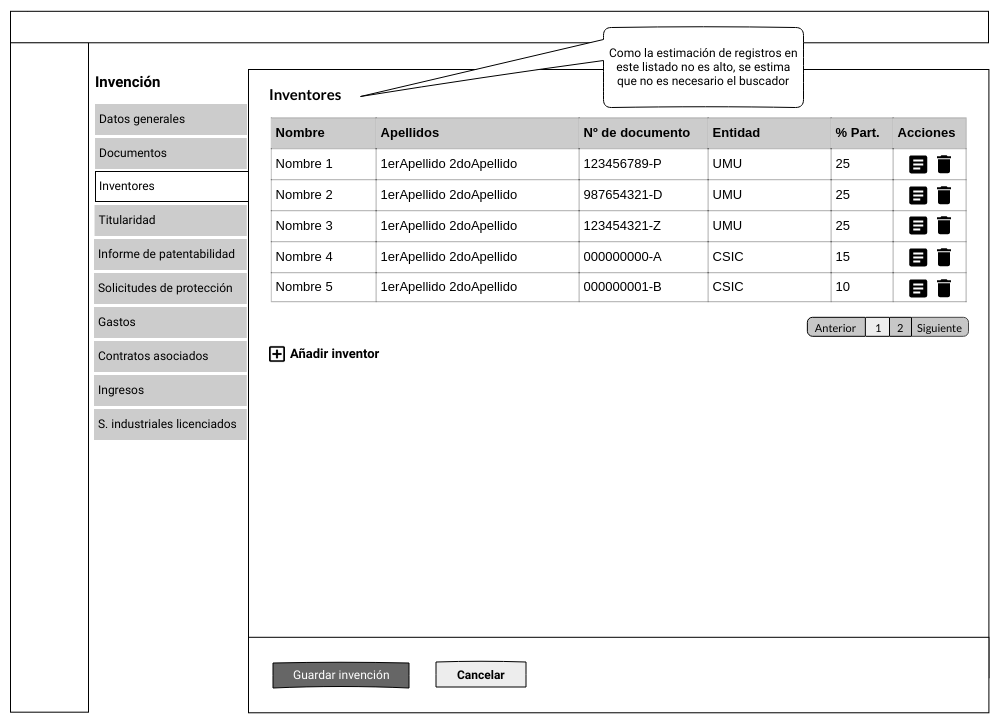 Como la estimación de registros en
este listado no es alto, se estima
que no es necesario el buscador
Invención
Datos generales
Documentos
Inventores
Titularidad
Informe de patentabilidad
Solicitudes de protección
Gastos
Contratos asociados
Ingresos
S. industriales licenciados
Inventores
Nombre Apellidos Nº de documento Entidad % Part. Acciones
Nombre 1 1erApellido 2doApellido 123456789-P UMU 25
Nombre 2 1erApellido 2doApellido 987654321-D UMU 25
Nombre 3 1erApellido 2doApellido 123454321-Z UMU 25
Nombre 4 1erApellido 2doApellido 000000000-A CSIC 15
Nombre 5 1erApellido 2doApellido 000000001-B CSIC 10
Anterior 1 2 Siguiente
Añadir inventor
Guardar invención Cancelar